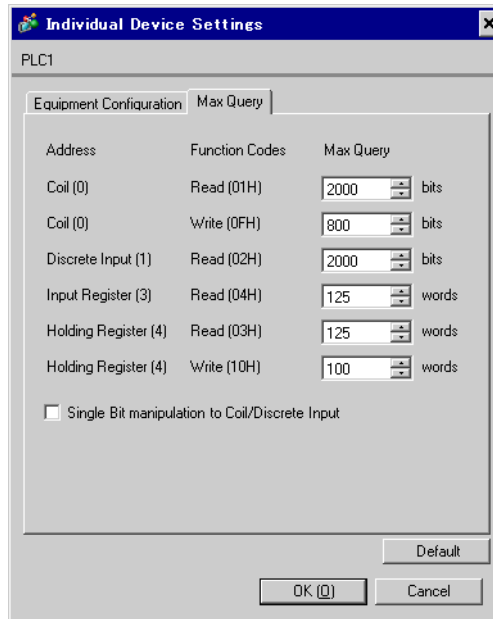 Individual Device Settings
PLC1
Equipment Configuration Max Query
Address Function Codes Max Query
Coil (0) Read (01H) 2000 bits
Coil (0) Write (0FH) 800 bits
Discrete Input (1) Read (02H) 2000 bits
Input Register (3) Read (04H) 125 words
Holding Register (4) Read (03H) 125 words
Holding Register (4) Write (10H) 100 words
Single Bit manipulation to Coil/Discrete Input
Default
OK (O) Cancel